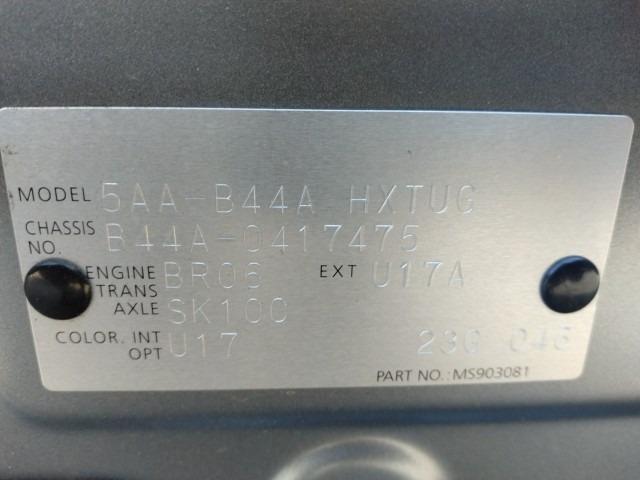 MODEL 5AA-B44A HXTUG
CHASSIS NO. B44A-0417475
ENGINE BR06 EXT U17A
TRANS AXLE SK100
COLOR. INT U17
OPT 23G 046
PART NO.: MS903081